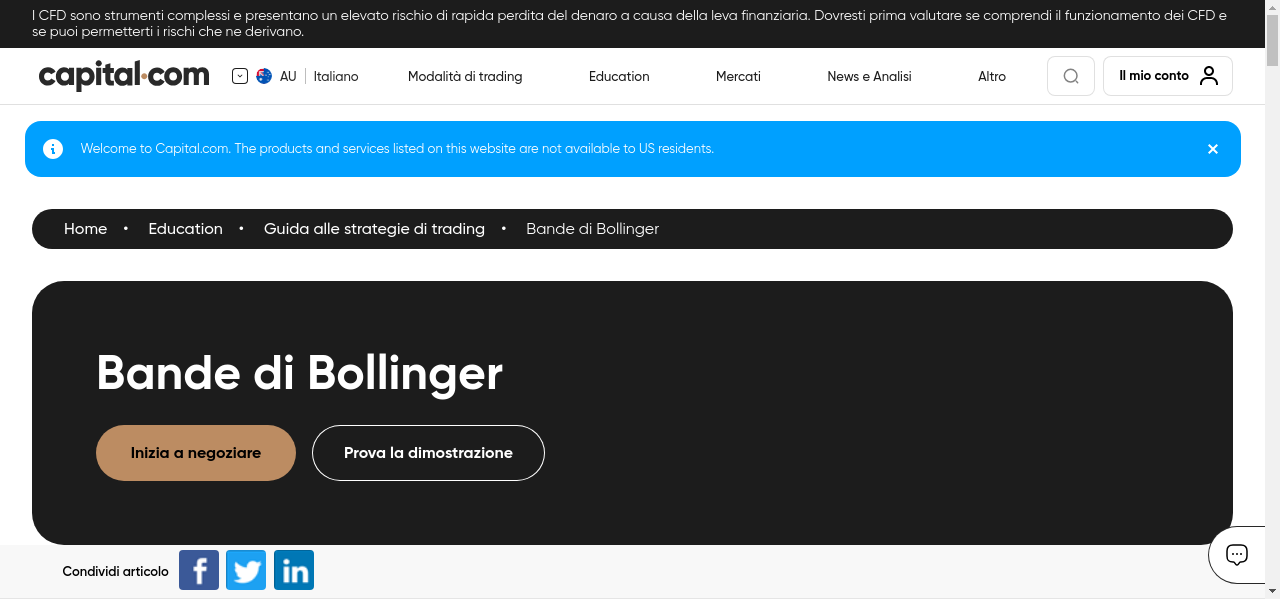 I CFD sono strumenti complessi e presentano un elevato rischio di rapida perdita del denaro a causa della leva finanziaria. Dovresti prima valutare se comprendi il funzionamento dei CFD e
se puoi permetterti i rischi che ne derivano.
capital.com AU Italiano Modalità di trading Education Mercati News e Analisi Altro Il mio conto
Welcome to Capital.com. The products and services listed on this website are not available to US residents.
Home • Education • Guida alle strategie di trading • Bande di Bollinger
Bande di Bollinger
Inizia a negoziare Prova la dimostrazione
Condividi articolo